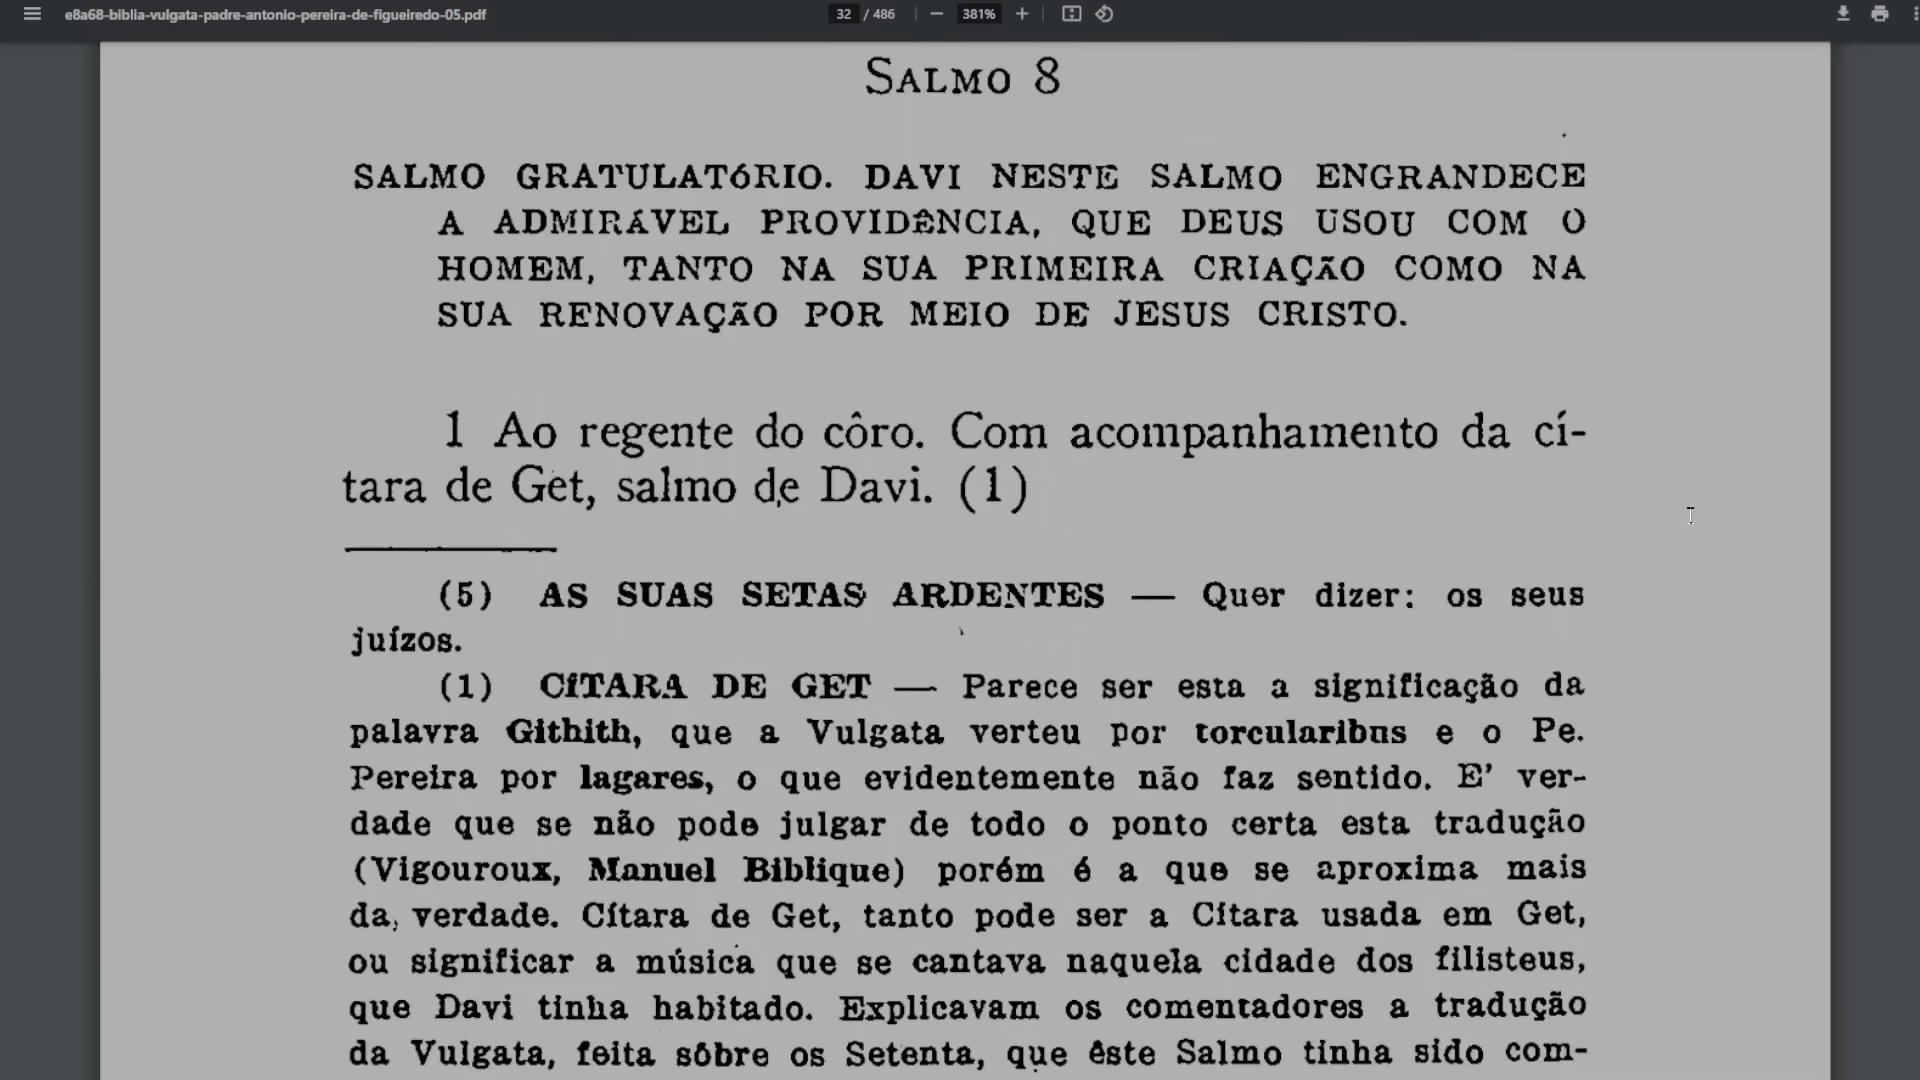 e8a68-biblia-vulgata-padre-antonio-pereira-de-figueiredo-05.pdf
32 / 486
381%
SALMO 8
SALMO GRATULATóRIO. DAVI NESTE SALMO ENGRANDECE
A ADMIRÁVEL PROVIDÊNCIA, QUE DEUS USOU COM O
HOMEM, TANTO NA SUA PRIMEIRA CRIAÇÃO COMO NA
SUA RENOVAÇÃO POR MEIO DE JESUS CRISTO.
1 Ao regente do côro. Com acompanhamento da cí-
tara de Get, salmo de Davi. (1)
(5) AS SUAS SETAS ARDENTES — Quer dizer: os seus
juízos.
(1) CíTARA DE GET — Parece ser esta a significação da
palavra Githith, que a Vulgata verteu por torcularibus e o Pe.
Pereira por lagares, o que evidentemente não faz sentido. E' ver-
dade que se não pode julgar de todo o ponto certa esta tradução
(Vigouroux, Manuel Biblique) porém é a que se aproxima mais
da verdade. Cítara de Get, tanto pode ser a Cítara usada em Get,
ou significar a música que se cantava naquela cidade dos filisteus,
que Davi tinha habitado. Explicavam os comentadores a tradução
da Vulgata, feita sôbre os Setenta, que êste Salmo tinha sido com-